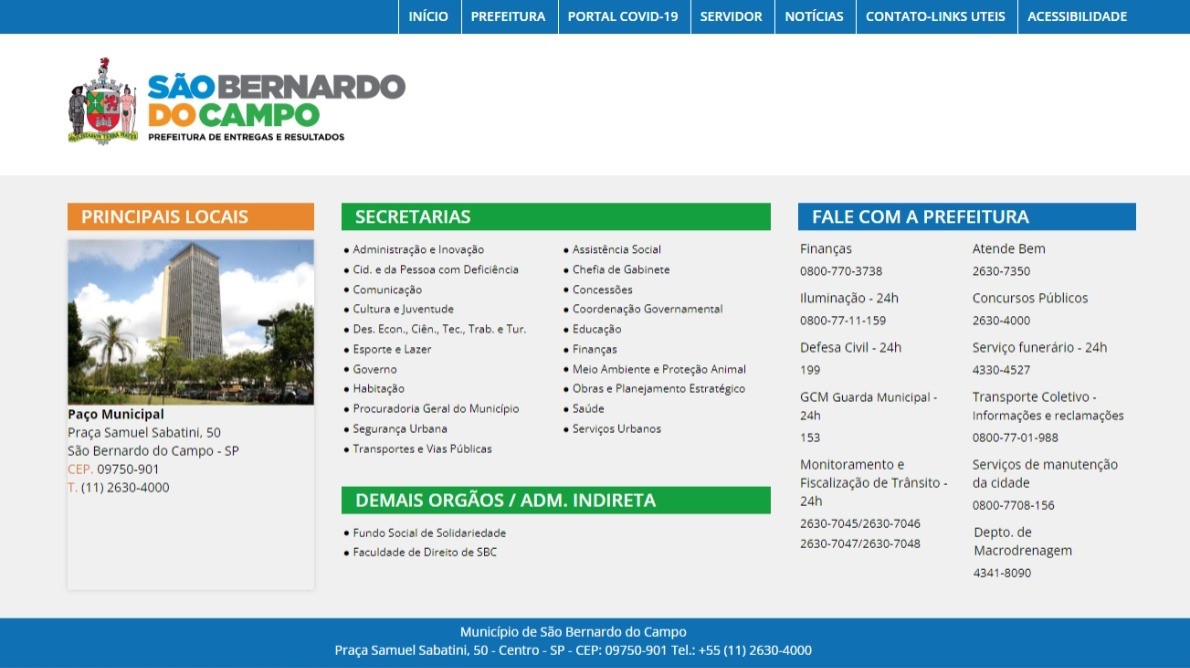 INÍCIO
PREFEITURA
PORTAL COVID-19
SERVIDOR
NOTÍCIAS
CONTATO-LINKS UTEIS
ACESSIBILIDADE
SÃO BERNARDO
DO CAMPO
PREFEITURA DE ENTREGAS E RESULTADOS
PRINCIPAIS LOCAIS
Paço Municipal
Praça Samuel Sabatini, 50
São Bernardo do Campo - SP
CEP. 09750-901
T. (11) 2630-4000
SECRETARIAS
• Administração e Inovação
• Cid. e da Pessoa com Deficiência
• Comunicação
• Cultura e Juventude
• Des. Econ., Ciên., Tec., Trab. e Tur.
• Esporte e Lazer
• Governo
• Habitação
• Procuradoria Geral do Município
• Segurança Urbana
• Transportes e Vias Públicas
• Assistência Social
• Chefia de Gabinete
• Concessões
• Coordenação Governamental
• Educação
• Finanças
• Meio Ambiente e Proteção Animal
• Obras e Planejamento Estratégico
• Saúde
• Serviços Urbanos
DEMAIS ORGÃOS / ADM. INDIRETA
• Fundo Social de Solidariedade
• Faculdade de Direito de SBC
FALE COM A PREFEITURA
Finanças
0800-770-3738
Iluminação - 24h
0800-77-11-159
Defesa Civil - 24h
199
GCM Guarda Municipal -
24h
153
Monitoramento e
Fiscalização de Trânsito -
24h
2630-7045/2630-7046
2630-7047/2630-7048
Atende Bem
2630-7350
Concursos Públicos
2630-4000
Serviço funerário - 24h
4330-4527
Transporte Coletivo -
Informações e reclamações
0800-77-01-988
Serviços de manutenção
da cidade
0800-7708-156
Depto. de
Macrodrenagem
4341-8090
Município de São Bernardo do Campo
Praça Samuel Sabatini, 50 - Centro - SP - CEP: 09750-901 Tel.: +55 (11) 2630-4000